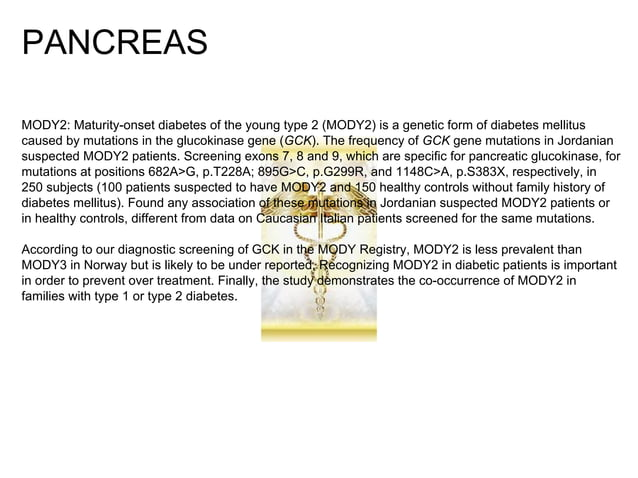 PANCREAS
MODY2: Maturity-onset diabetes of the young type 2 (MODY2) is a genetic form of diabetes mellitus
caused by mutations in the glucokinase gene (GCK). The frequency of GCK gene mutations in Jordanian
suspected MODY2 patients. Screening exons 7, 8 and 9, which are specific for pancreatic glucokinase, for
mutations at positions 682A>G, p.T228A; 895G>C, p.G299R, and 1148C>A, p.S383X, respectively, in
250 subjects (100 patients suspected to have MODY2 and 150 healthy controls without family history of
diabetes mellitus). Found any association of these mutations in Jordanian suspected MODY2 patients or
in healthy controls, different from data on Caucasian Italian patients screened for the same mutations.
According to our diagnostic screening of GCK in the MODY Registry, MODY2 is less prevalent than
MODY3 in Norway but is likely to be under reported. Recognizing MODY2 in diabetic patients is important
in order to prevent over treatment. Finally, the study demonstrates the co-occurrence of MODY2 in
families with type 1 or type 2 diabetes.